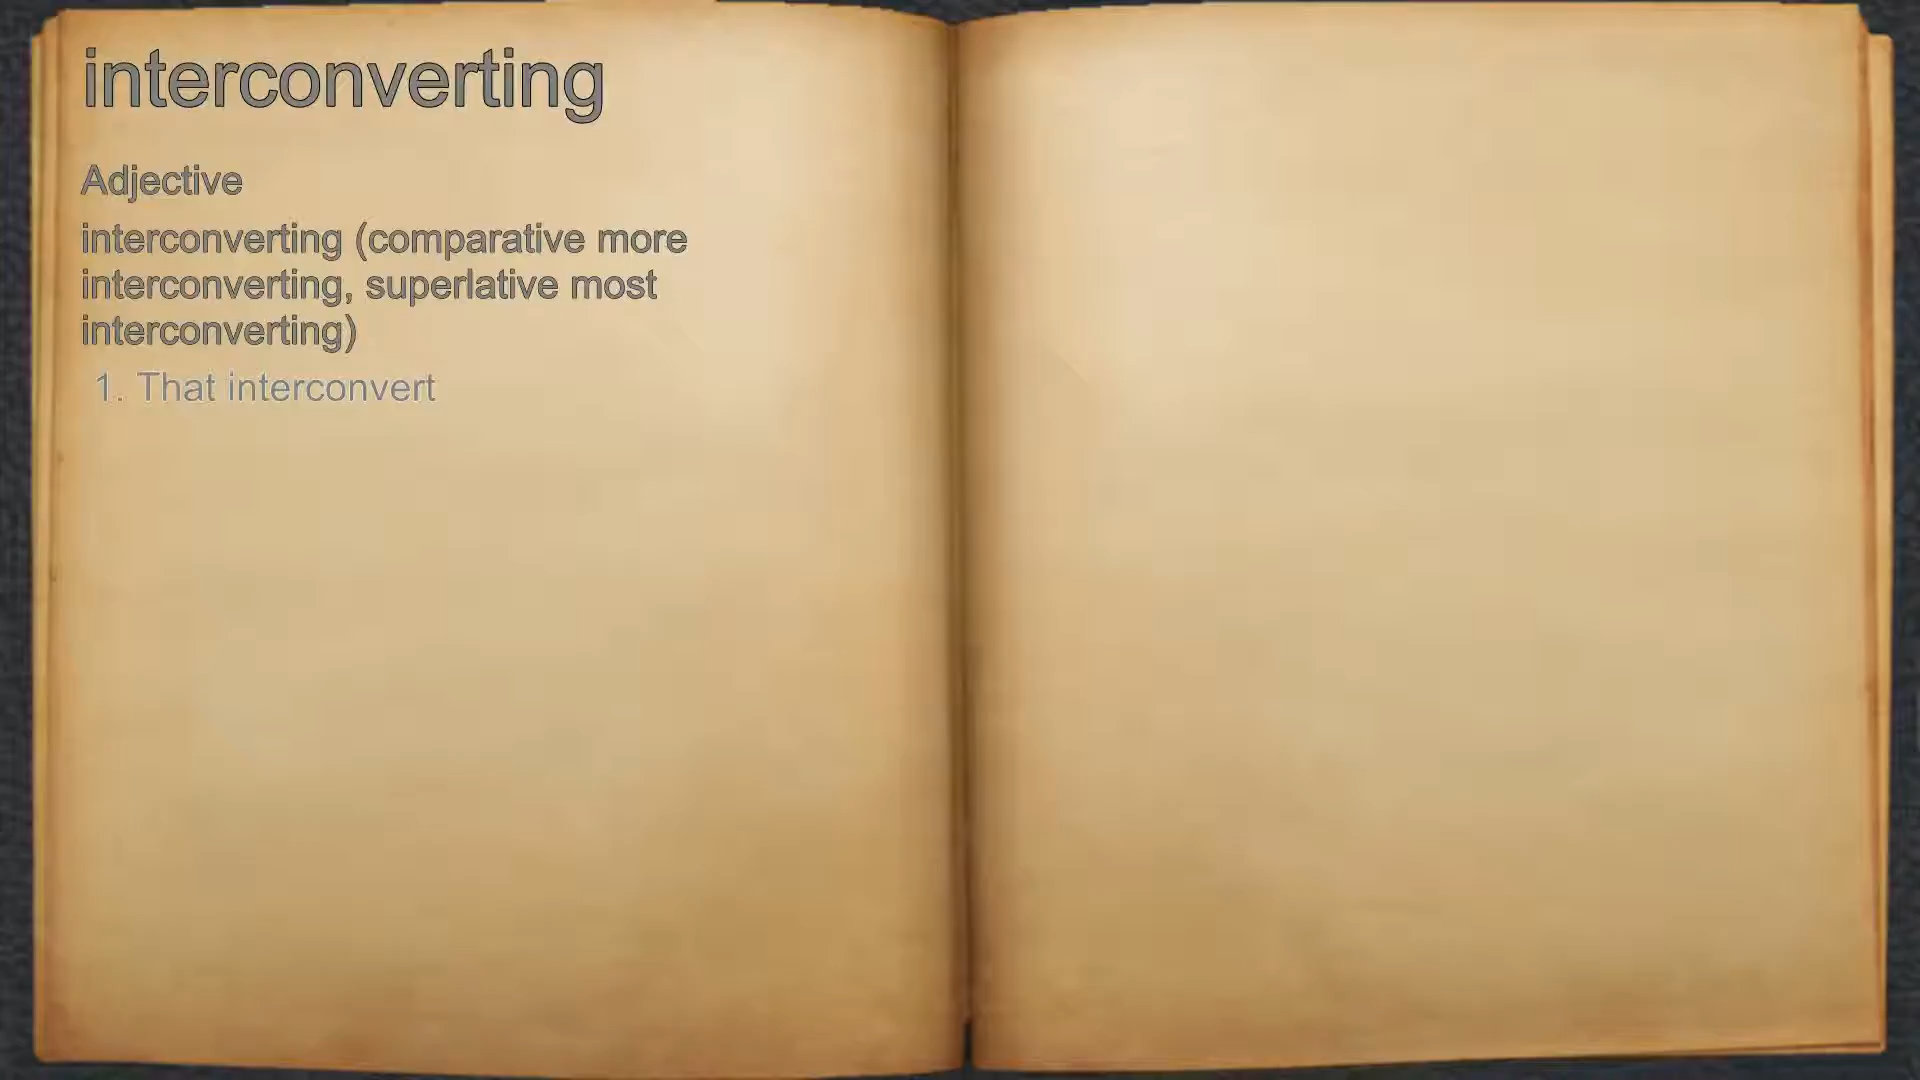 interconverting
Adjective
interconverting (comparative more
interconverting, superlative most
interconverting)
1. That interconvert